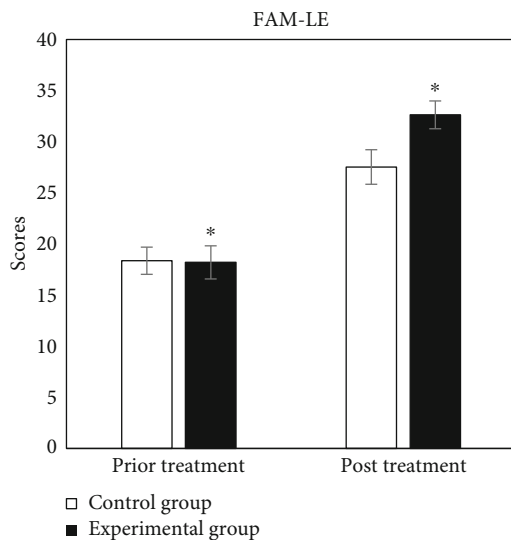 FAM-LE
40
35
30
25
20
15
10
5
0
Scores
*
*
Prior treatment
Post treatment
Control group
Experimental group